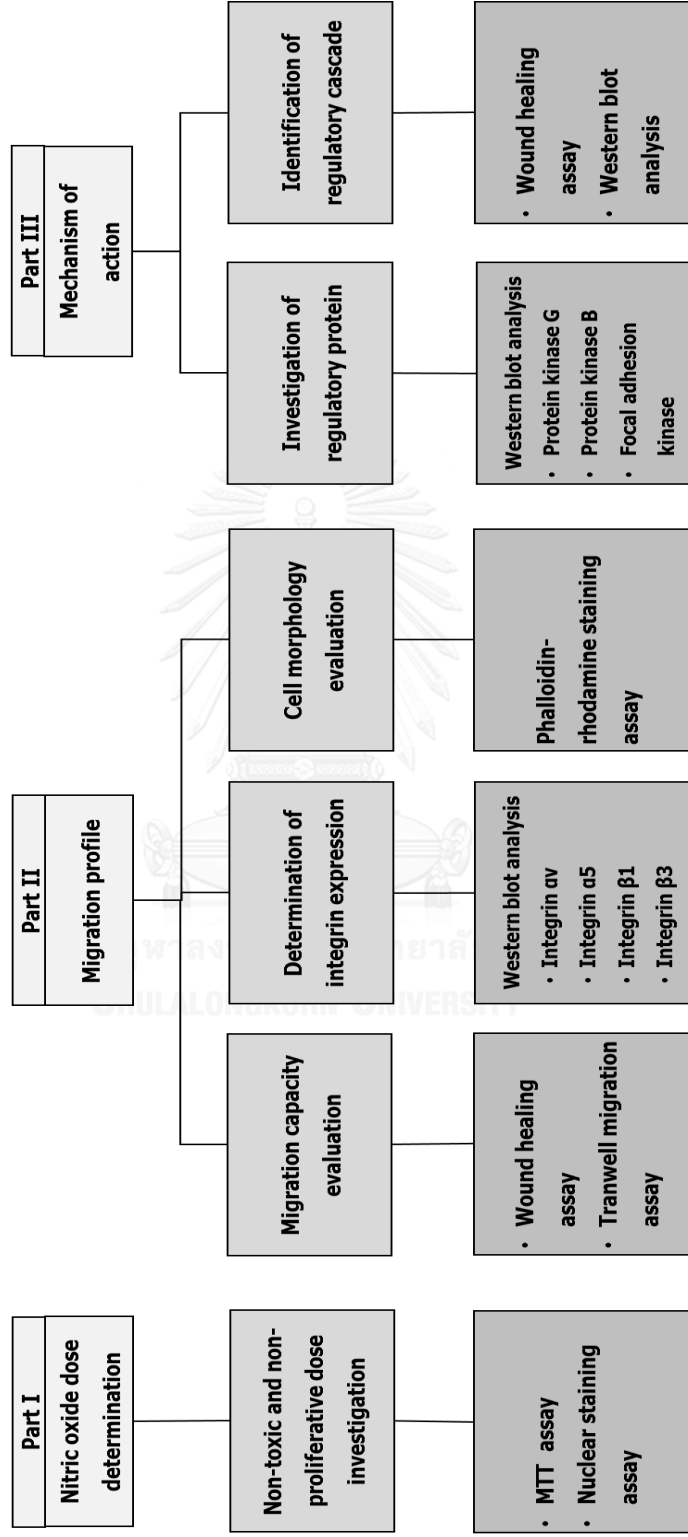 Part I
Nitric oxide dose
determination
Non-toxic and non-
proliferative dose
investigation
• MTT assay
• Nuclear staining
assay
Part II
Migration profile
Migration capacity
evaluation
• Wound healing
assay
• Tranwell migration
assay
Determination of
integrin expression
Western blot analysis
• Integrin αv
• Integrin α5
• Integrin β1
• Integrin β3
Cell morphology
evaluation
Phalloidin-
rhodamine staining
assay
Part III
Mechanism of
action
Investigation of
regulatory protein
Western blot analysis
• Protein kinase G
• Protein kinase B
• Focal adhesion
kinase
Identification of
regulatory cascade
• Wound healing
assay
• Western blot
analysis
CHULALONGKORN UNIVERSITY